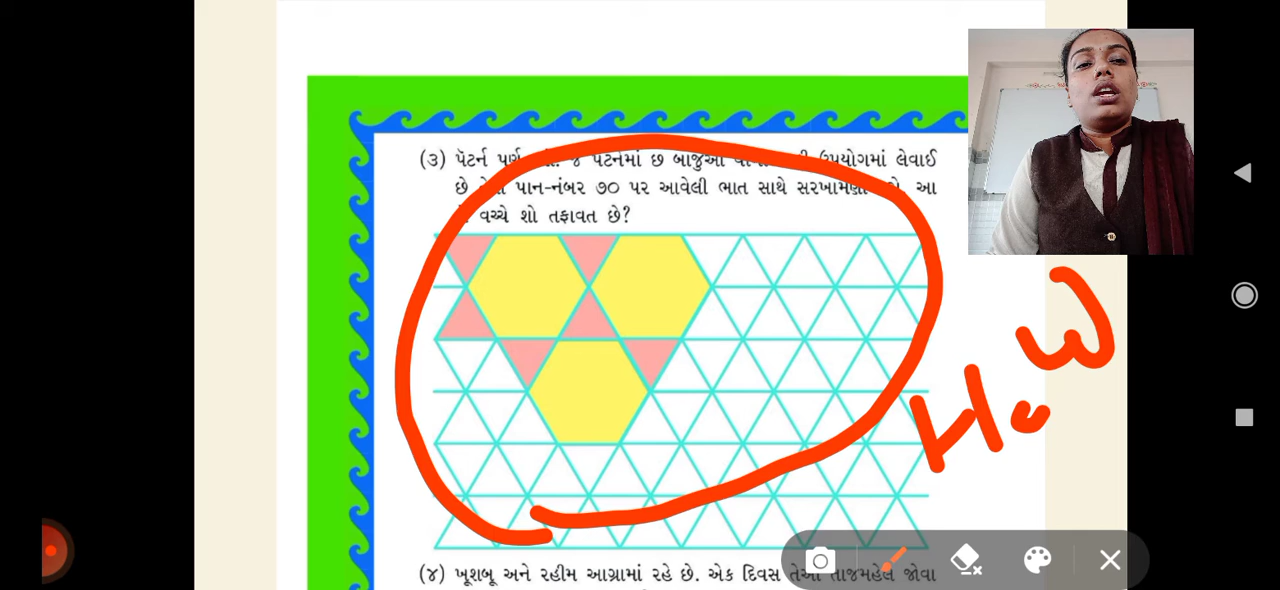 (૩) પૅટર્ન પૂર્ણ પૅટર્નમાં છ બાજુઓ ઉપયોગમાં લેવાઈ
છે પાન-નંબર ૭૦ પર આવેલી ભાત સાથે સરખામણી આ
વચ્ચે શો તફાવત છે?
H.W
(૪) ખૂશબૂ અને રહીમ આગ્રામાં રહે છે. એક દિવસ તેઓ તાજમહેલ જોવા